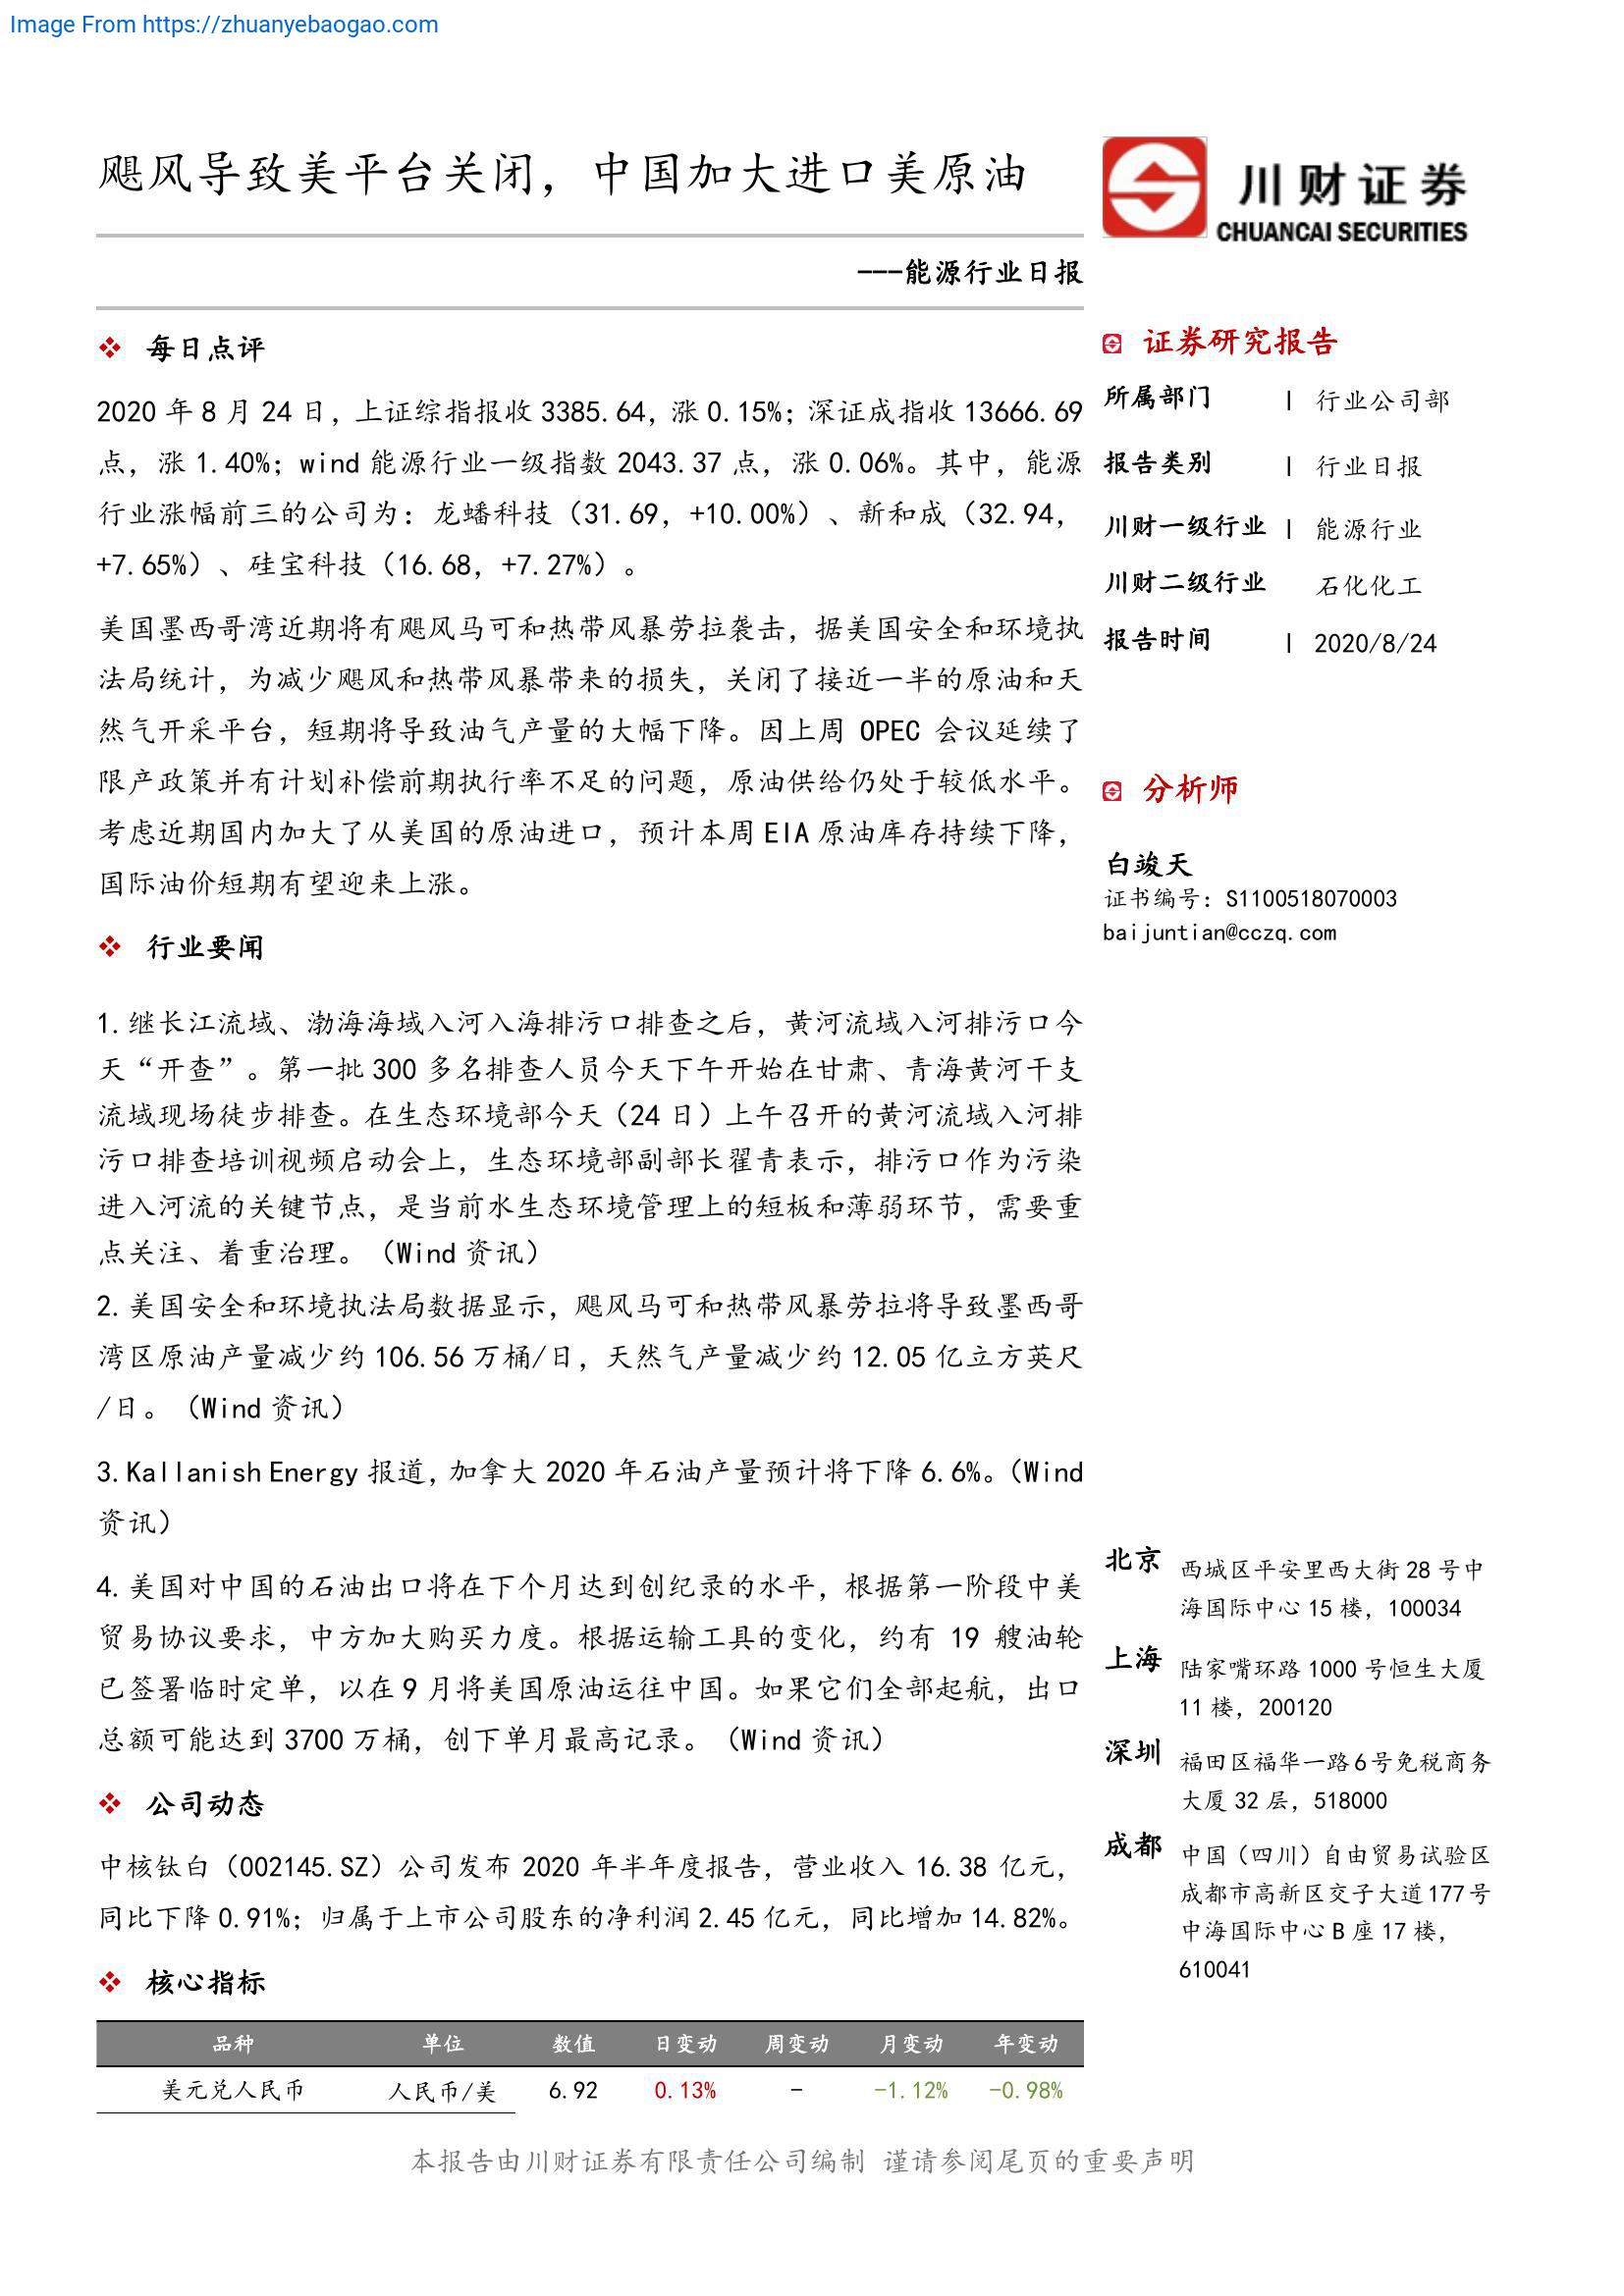 Image From https://zhuanyebaogao.com
飓风导致美平台关闭，中国加大进口美原油
川财证券
CHUANCAI SECURITIES
---能源行业日报
❖ 每日点评
2020 年 8 月 24 日，上证综指报收 3385.64，涨 0.15%；深证成指收 13666.69
点，涨 1.40%；wind 能源行业一级指数 2043.37 点，涨 0.06%。其中，能源
行业涨幅前三的公司为：龙蟠科技（31.69，+10.00%）、新和成（32.94，
+7.65%）、硅宝科技（16.68，+7.27%）。
美国墨西哥湾近期将有飓风马可和热带风暴劳拉袭击，据美国安全和环境执
法局统计，为减少飓风和热带风暴带来的损失，关闭了接近一半的原油和天
然气开采平台，短期将导致油气产量的大幅下降。因上周 OPEC 会议延续了
限产政策并有计划补偿前期执行率不足的问题，原油供给仍处于较低水平。
考虑近期国内加大了从美国的原油进口，预计本周 EIA 原油库存持续下降，
国际油价短期有望迎来上涨。
❖ 行业要闻
1.继长江流域、渤海海域入河入海排污口排查之后，黄河流域入河排污口今
天“开查”。第一批 300 多名排查人员今天下午开始在甘肃、青海黄河干支
流域现场徒步排查。在生态环境部今天（24 日）上午召开的黄河流域入河排
污口排查培训视频启动会上，生态环境部副部长翟青表示，排污口作为污染
进入河流的关键节点，是当前水生态环境管理上的短板和薄弱环节，需要重
点关注、着重治理。（Wind 资讯）
2.美国安全和环境执法局数据显示，飓风马可和热带风暴劳拉将导致墨西哥
湾区原油产量减少约 106.56 万桶/日，天然气产量减少约 12.05 亿立方英尺
/日。（Wind 资讯）
3.Kallanish Energy 报道，加拿大 2020 年石油产量预计将下降 6.6%。（Wind
资讯）
4.美国对中国的石油出口将在下个月达到创纪录的水平，根据第一阶段中美
贸易协议要求，中方加大购买力度。根据运输工具的变化，约有 19 艘油轮
已签署临时定单，以在 9 月将美国原油运往中国。如果它们全部起航，出口
总额可能达到 3700 万桶，创下单月最高记录。（Wind 资讯）
❖ 公司动态
中核钛白（002145.SZ）公司发布 2020 年半年度报告，营业收入 16.38 亿元，
同比下降 0.91%；归属于上市公司股东的净利润 2.45 亿元，同比增加 14.82%。
❖ 核心指标
品种 单位 数值 日变动 周变动 月变动 年变动
美元兑人民币 人民币/美 6.92 0.13% - -1.12% -0.98%
证券研究报告
所属部门 | 行业公司部
报告类别 | 行业日报
川财一级行业 | 能源行业
川财二级行业 石化化工
报告时间 | 2020/8/24
分析师
白竣天
证书编号：S1100518070003
baijuntian@cczq.com
北京 西城区平安里西大街 28 号中
海国际中心 15 楼，100034
上海 陆家嘴环路 1000 号恒生大厦
11 楼，200120
深圳 福田区福华一路 6 号免税商务
大厦 32 层，518000
成都 中国（四川）自由贸易试验区
成都市高新区交子大道 177 号
中海国际中心 B 座 17 楼，
610041
本报告由川财证券有限责任公司编制 谨请参阅尾页的重要声明